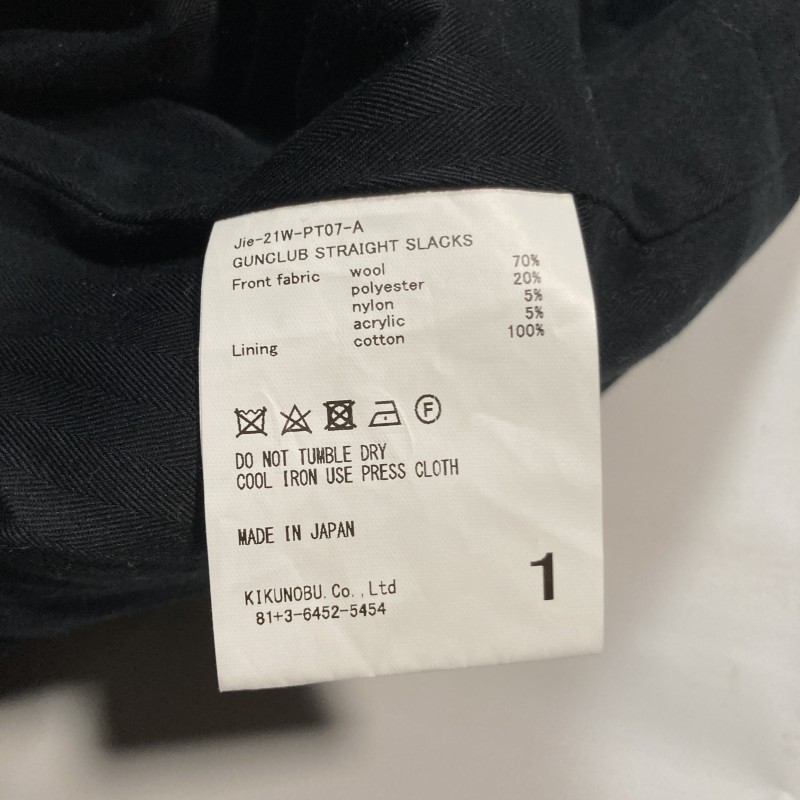 Jie-21W-PT07-A
GUNCLUB STRAIGHT SLACKS
Front fabric wool 70%
polyester 20%
nylon 5%
acrylic 5%
Lining cotton 100%
F
DO NOT TUMBLE DRY
COOL IRON USE PRESS CLOTH
MADE IN JAPAN
KIKUNOBU.Co.,Ltd
81+3-6452-5454
1